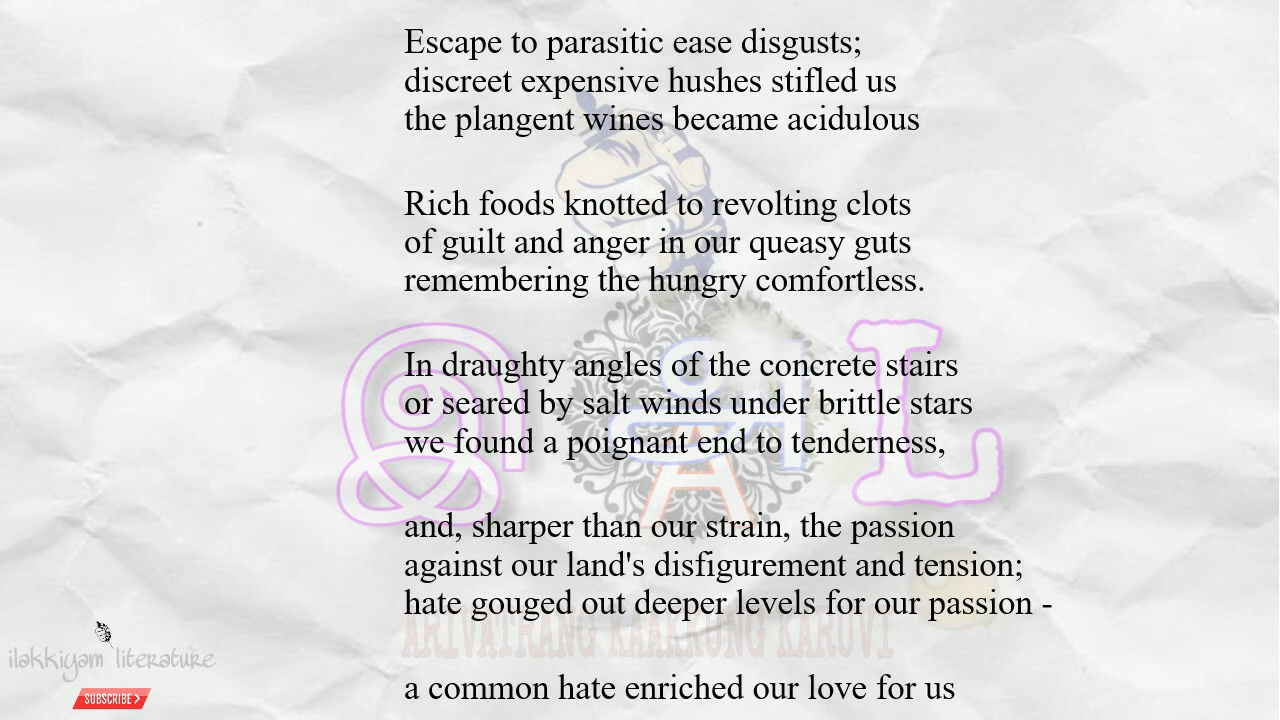 Escape to parasitic ease disgusts;
discreet expensive hushes stifled us
the plangent wines became acidulous
Rich foods knotted to revolting clots
of guilt and anger in our queasy guts
remembering the hungry comfortless.
In draughty angles of the concrete stairs
or seared by salt winds under brittle stars
we found a poignant end to tenderness,
and, sharper than our strain, the passion
against our land's disfigurement and tension;
hate gouged out deeper levels for our passion -
a common hate enriched our love for us
இ கி L
A
ARIVATRANG KAAKKUNG KARUVI
ilakkiyam literature
SUBSCRIBE >